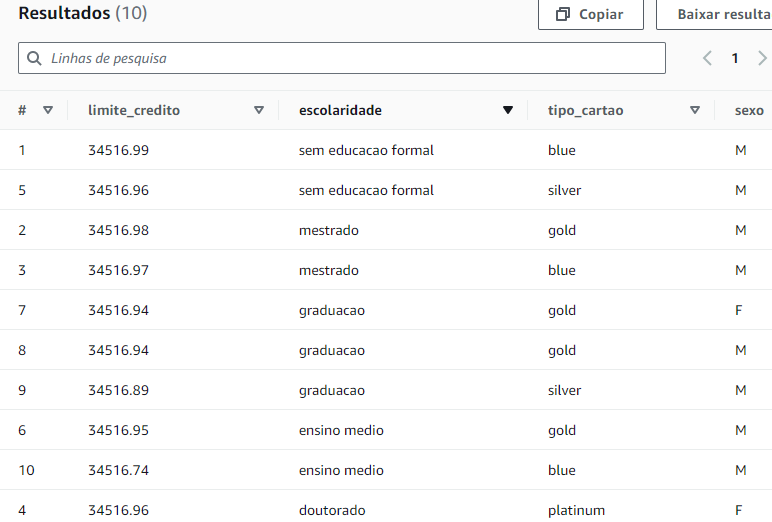 Resultados (10) Copiar Baixar resulta
Linhas de pesquisa 1
# limite_credito escolaridade tipo_cartao sexo
1 34516.99 sem educacao formal blue M
5 34516.96 sem educacao formal silver M
2 34516.98 mestrado gold M
3 34516.97 mestrado blue M
7 34516.94 graduacao gold F
8 34516.94 graduacao gold M
9 34516.89 graduacao silver M
6 34516.95 ensino medio gold M
10 34516.74 ensino medio blue M
4 34516.96 doutorado platinum F